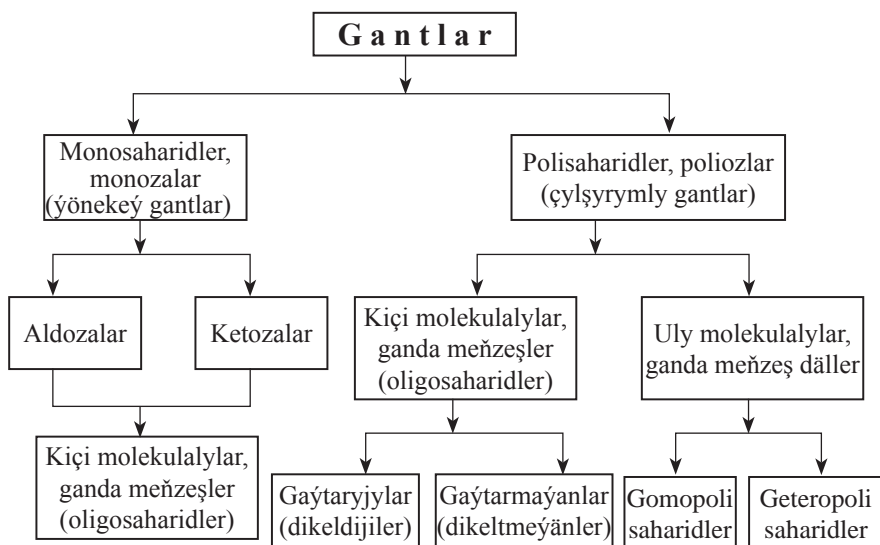 Gantlar
Monosaharidler,
monozalar
(ýönekeý gantlar)
Polisaharidler, poliozlar
(çylşyrymly gantlar)
Aldozalar
Ketozalar
Kiçi molekulalylar,
ganda meňzeşler
(oligosaharidler)
Uly molekulalylar,
ganda meňzeş däller
Kiçi molekulalylar,
ganda meňzeşler
(oligosaharidler)
Gaýtaryjylar
(dikeldijiler)
Gaýtarmaýanlar
(dikeltmeýänler)
Gomopoli
saharidler
Geteropoli
saharidler